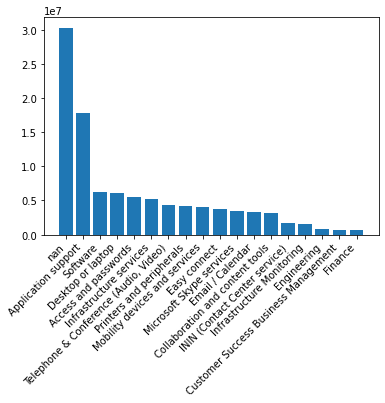 1e7
3.0
2.5
2.0
1.5
1.0
0.5
0.0
nan
Application support
Software
Desktop or laptop
Access and passwords
Infrastructure services
Telephone & Conference (Audio, Video)
Printers and peripherals
Mobility devices and services
Easy connect
Microsoft Skype services
Email / Calendar
Collaboration and content tools
ININ (Contact Center service)
Infrastructure Monitoring
Engineering
Customer Success Business Management
Finance